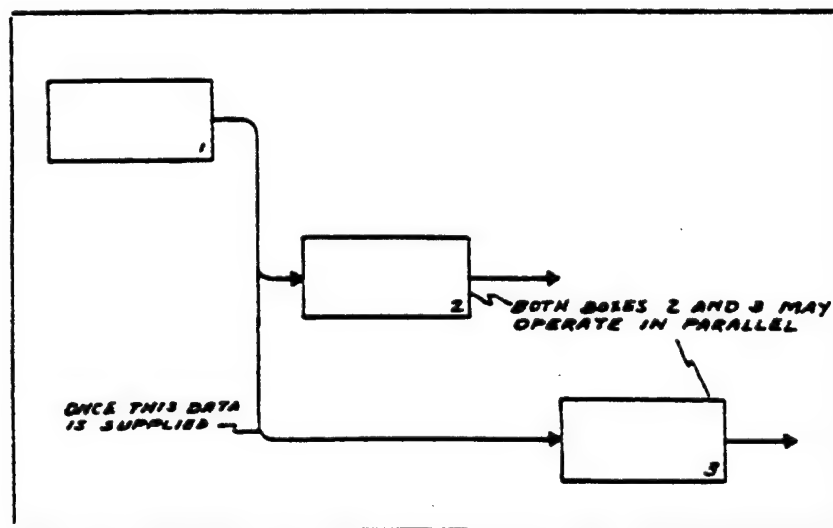 1
2
BOTH BOXES 2 AND 3 MAY
OPERATE IN PARALLEL
ONCE THIS DATA
IS SUPPLIED
3